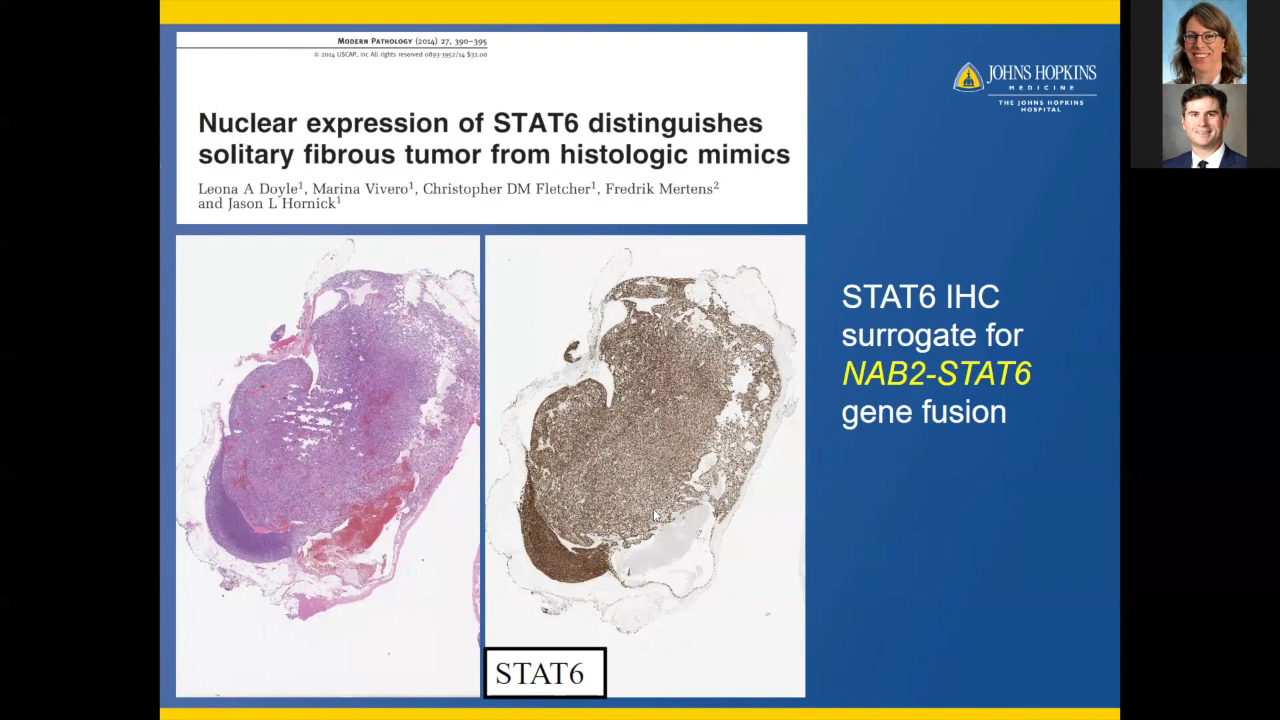 MODERN PATHOLOGY (2014) 27, 390–395
© 2014 USCAP, Inc All rights reserved 0893-3952/14 $32.00
Nuclear expression of STAT6 distinguishes
solitary fibrous tumor from histologic mimics
Leona A Doyle1, Marina Vivero1, Christopher DM Fletcher1, Fredrik Mertens2
and Jason L Hornick1
JOHNS HOPKINS
MEDICINE
THE JOHNS HOPKINS
HOSPITAL
STAT6 IHC
surrogate for
NAB2-STAT6
gene fusion
STAT6